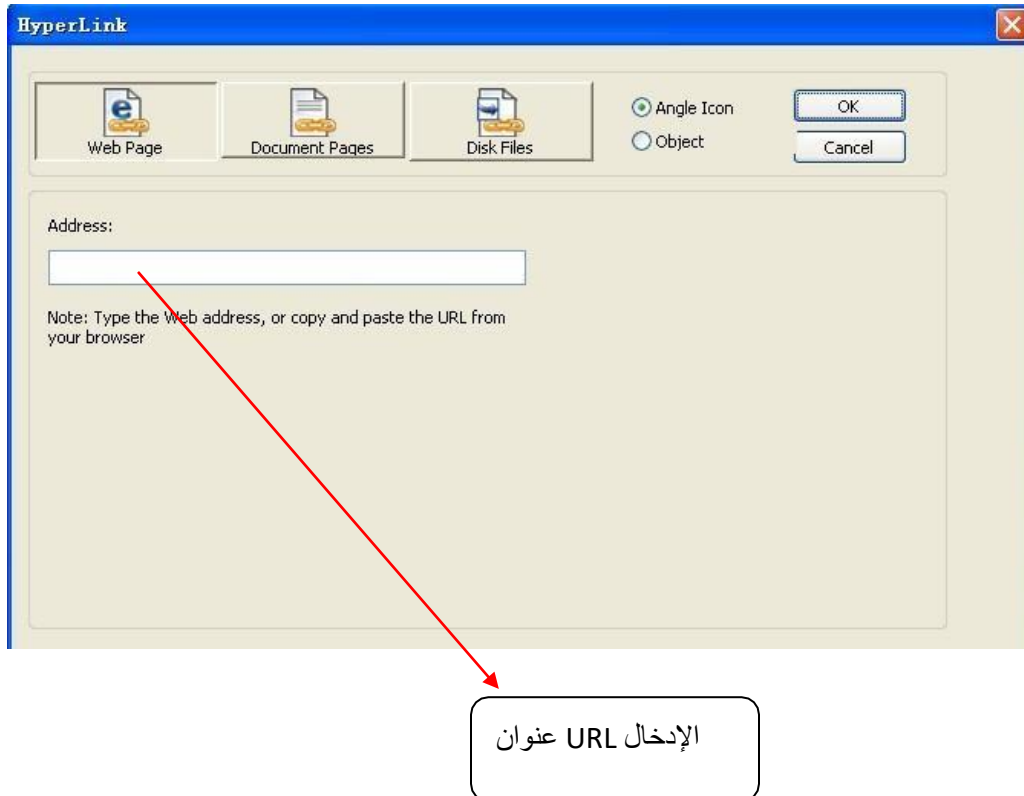 HyperLink
Web Page
Document Pages
Disk Files
Angle Icon
Object
OK
Cancel
Address:
Note: Type the Web address, or copy and paste the URL from
your browser
الإدخال URL عنوان